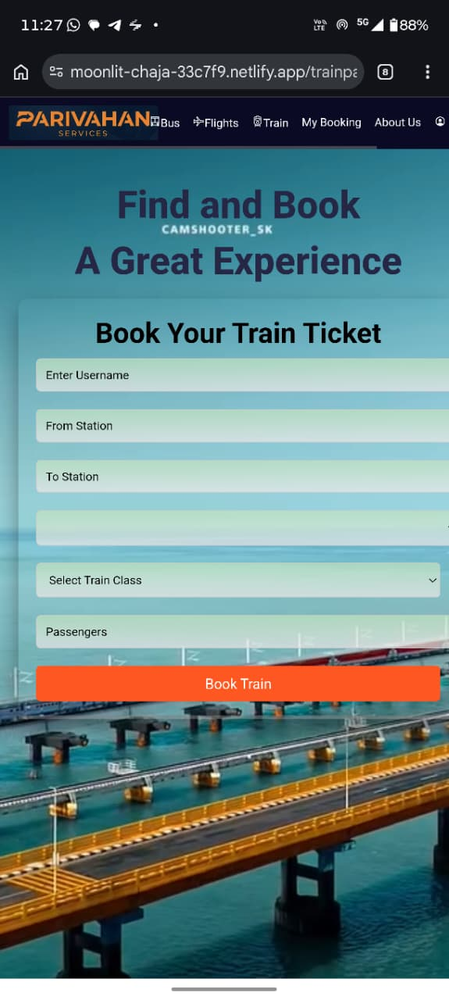 11:27
Vo))
LTE
5G
88%
moonlit-chaja-33c7f9.netlify.app/trainpa
8
PARIVAHAN
SERVICES
Bus
Flights
Train
My Booking
About Us
Find and Book
CAMSHOOTER_SK
A Great Experience
Book Your Train Ticket
Enter Username
From Station
To Station
Select Train Class
Passengers
Book Train